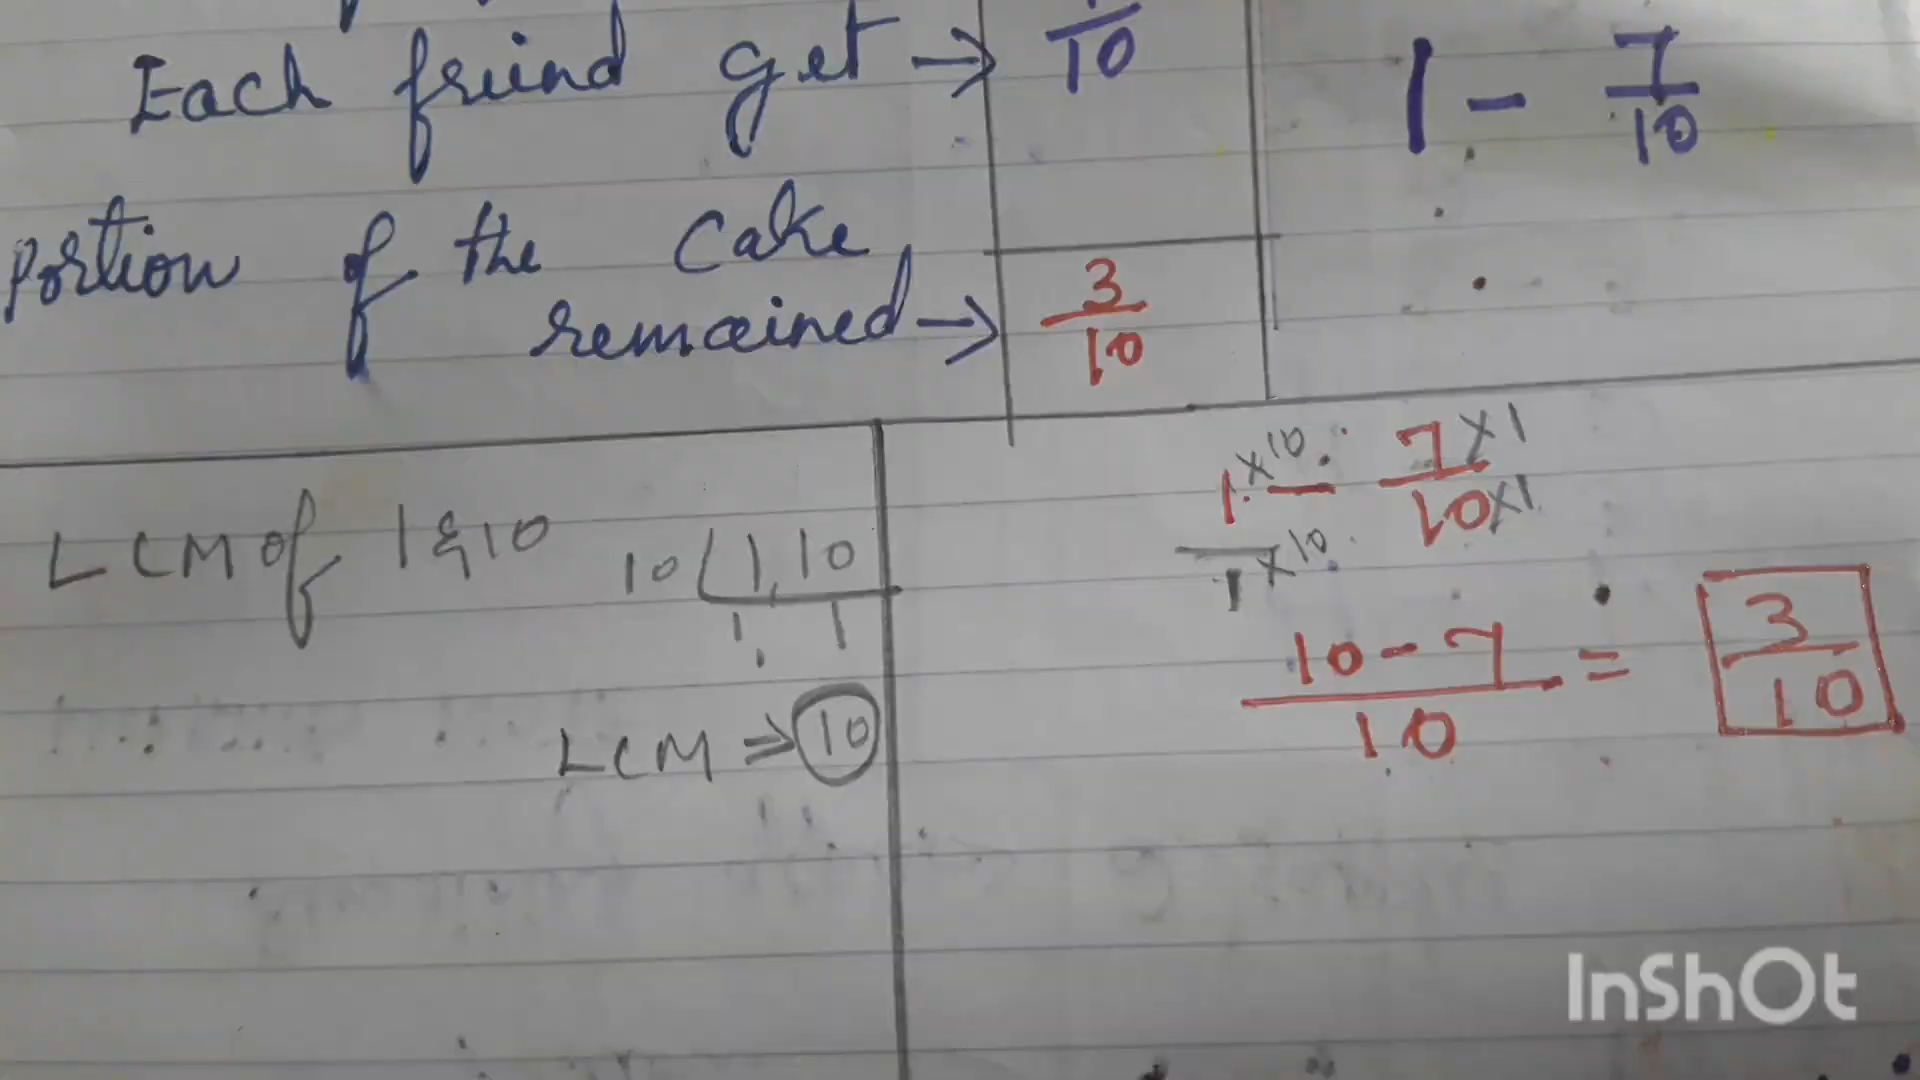 Each freind get → 1/10
1 - 7/10
Portion of the Cake
remained → 3/10
LCM of 1 & 10
10 1, 10
1, 1
LCM ⇒ 10
1×10/1×10 - 7×1/10×1
10 - 7/10 = 3/10
InShOt